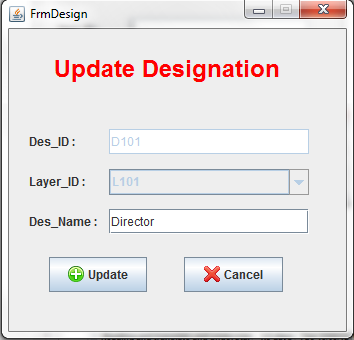 FrmDesign
Update Designation
Des_ID : D101
Layer_ID : L101
Des_Name : Director
Update Cancel